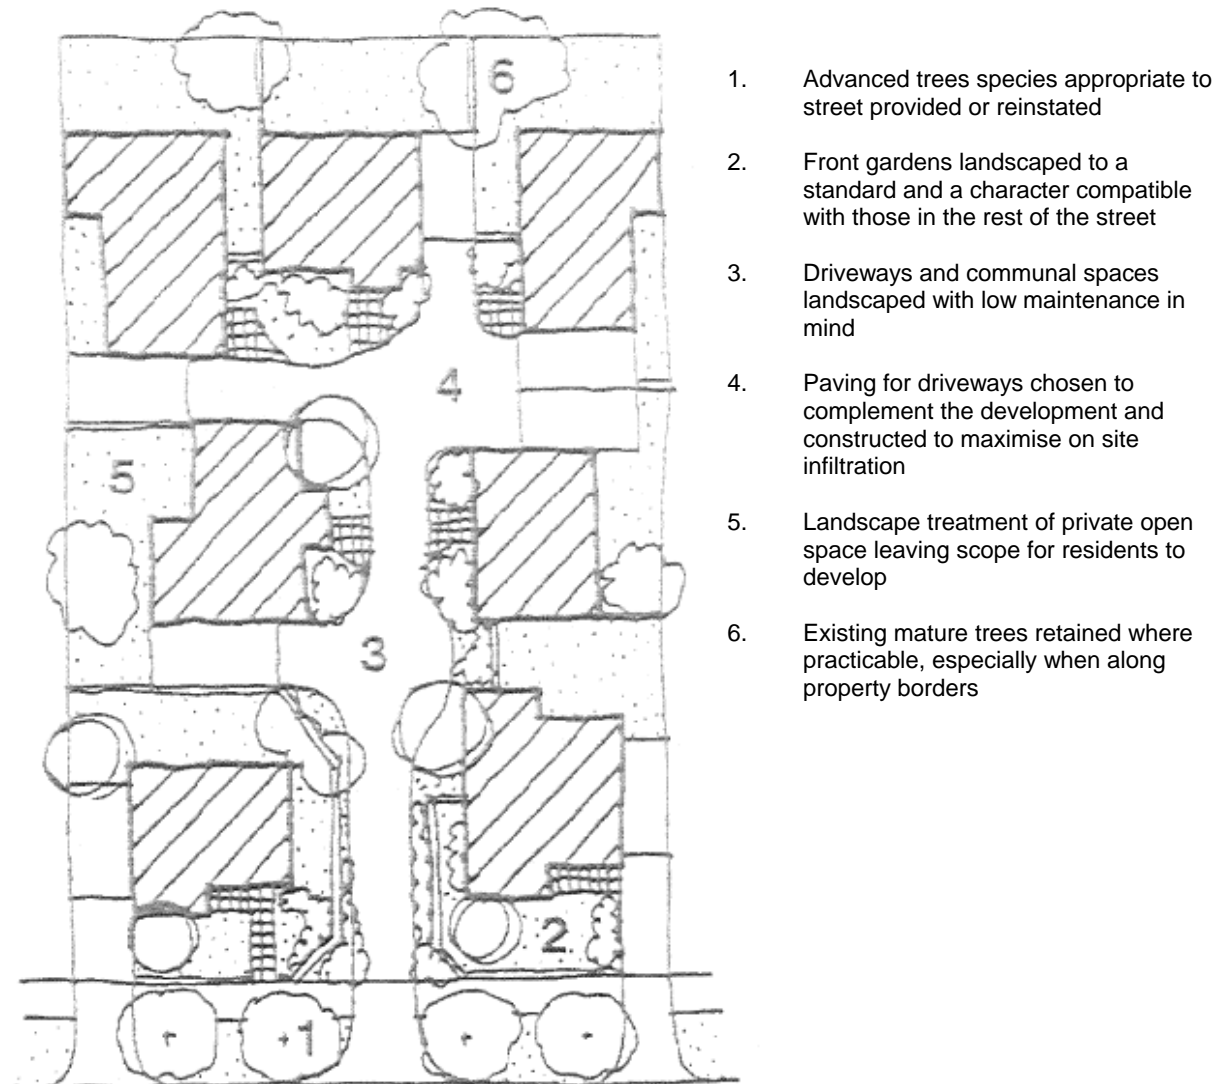 6
4
5
3
2
1
1. Advanced trees species appropriate to
street provided or reinstated
2. Front gardens landscaped to a
standard and a character compatible
with those in the rest of the street
3. Driveways and communal spaces
landscaped with low maintenance in
mind
4. Paving for driveways chosen to
complement the development and
constructed to maximise on site
infiltration
5. Landscape treatment of private open
space leaving scope for residents to
develop
6. Existing mature trees retained where
practicable, especially when along
property borders